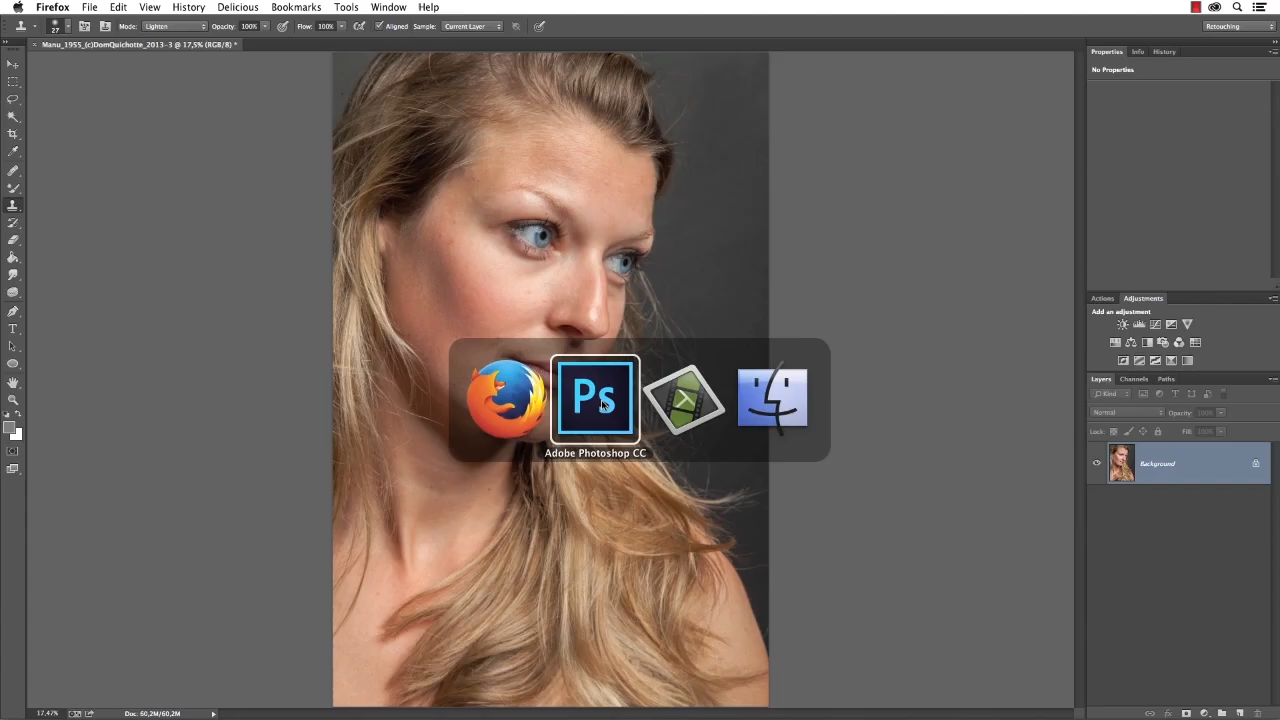 Firefox File Edit View History Delicious Bookmarks Tools Window Help
27 Mode: Lighten Opacity: 100% Flow: 100% Aligned Sample: Current Layer Retouching
× Manu_1955_(c)DomQuichotte_2013-3 @ 17,5% (RGB/8) *
Properties Info History
No Properties
Actions Adjustments
Add an adjustment
Layers Channels Paths
Kind
Normal Opacity: 100%
Lock: Fill: 100%
Background
Ps
Adobe Photoshop CC
17,47% Doc: 60,2M/60,2M